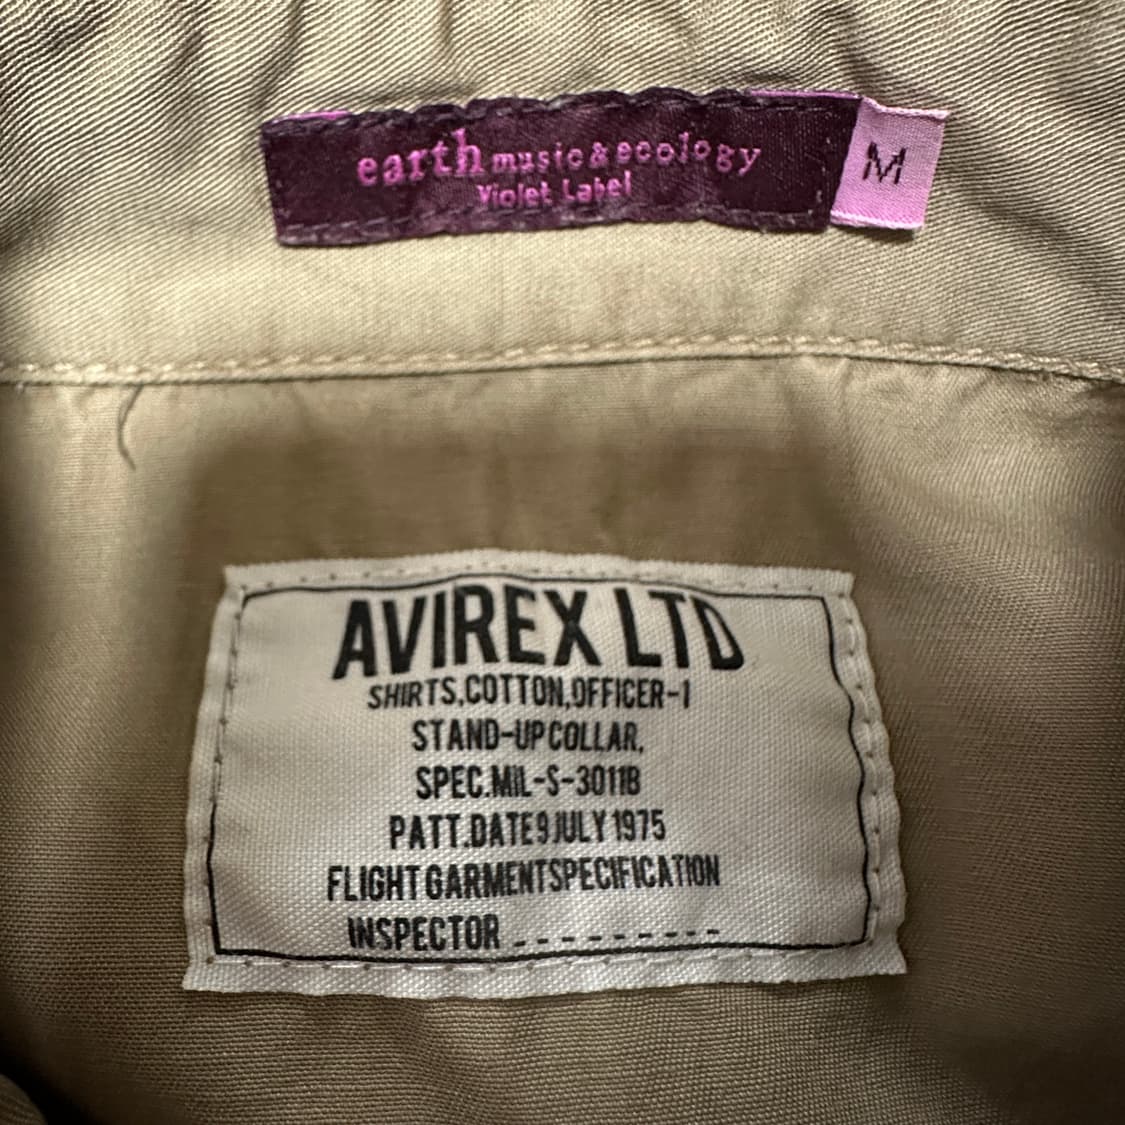 earth music & ecology
Violet Label
M
AVIREX LTD
SHIRTS,COTTON,OFFICER-1
STAND-UP COLLAR,
SPEC.MIL-S-3011B
PATT.DATE 9 JULY 1975
FLIGHT GARMENT SPECIFICATION
INSPECTOR _ _ _ _ _ _ _ _ _